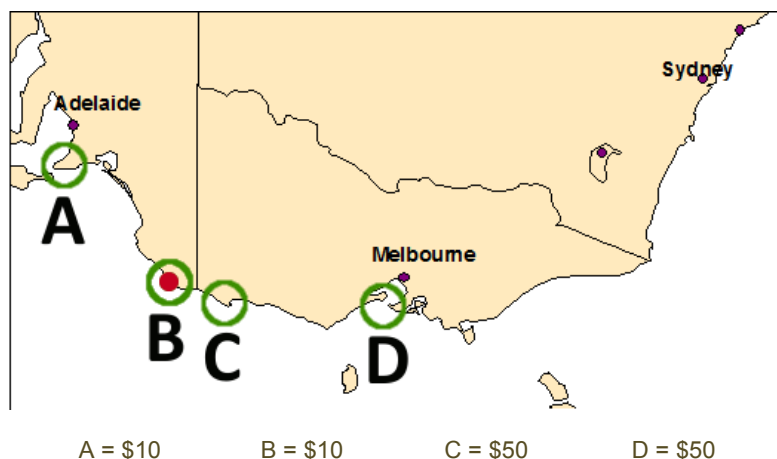 Sydney
Adelaide
A
Melbourne
B
C
D
A = $10 B = $10 C = $50 D = $50